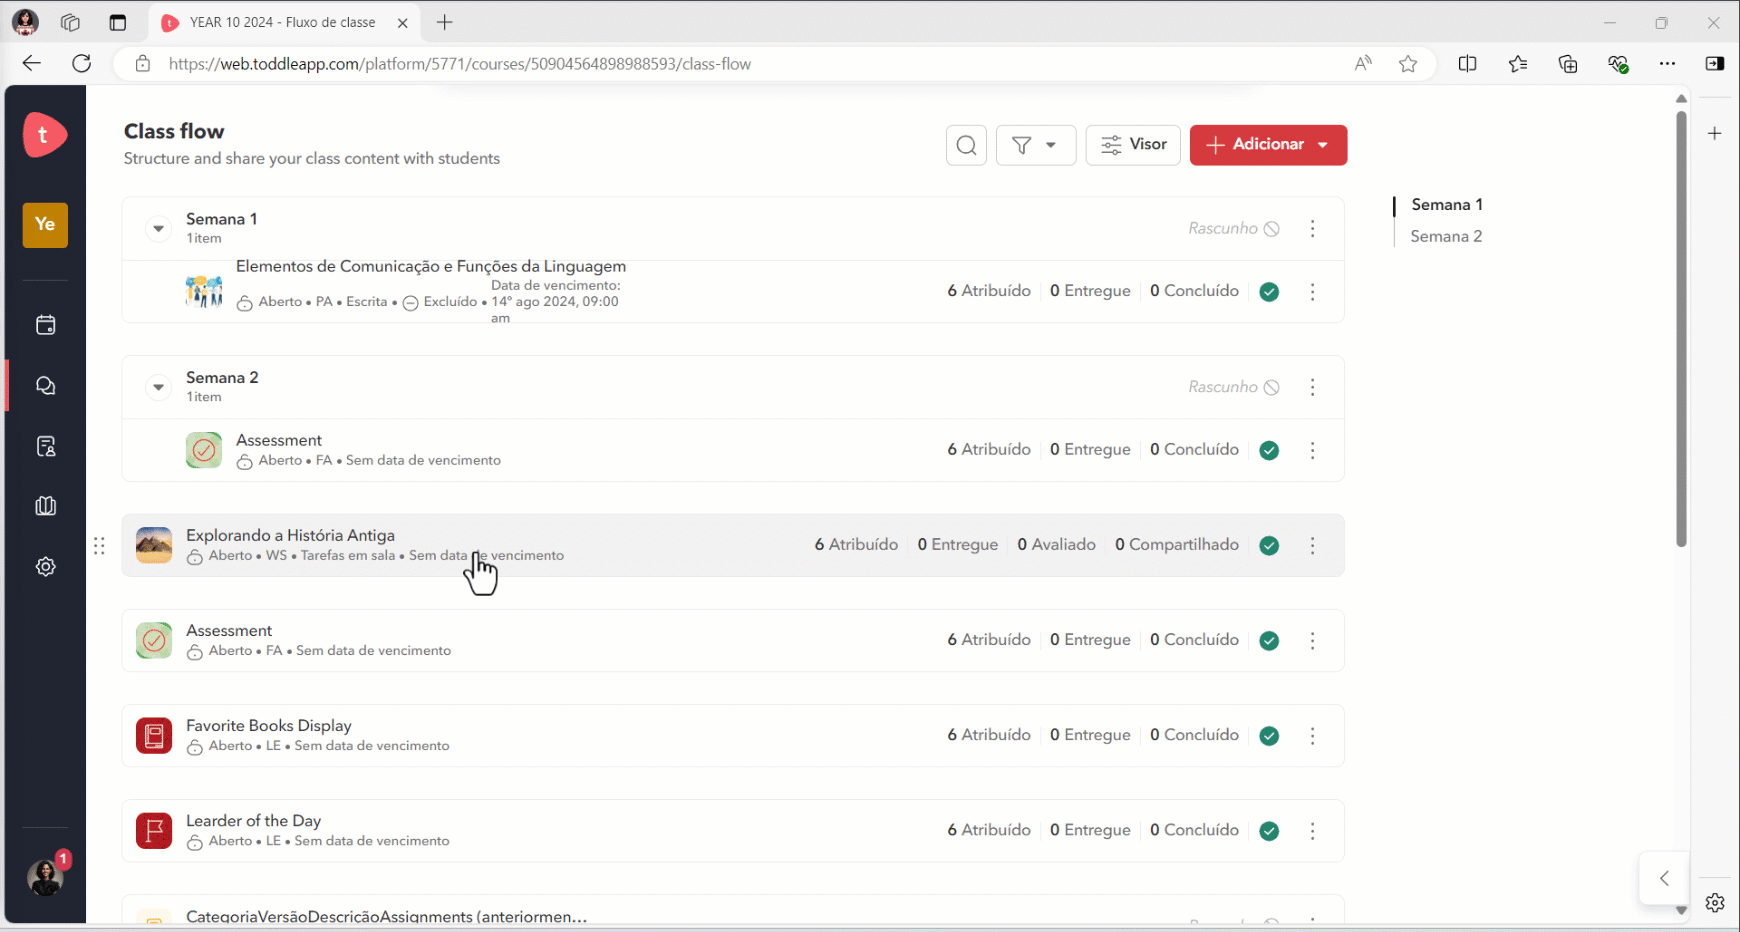 YEAR 10 2024 - Fluxo de classe
https://web.toddleapp.com/platform/5771/courses/50904564898988593/class-flow
t
Ye
1
Class flow
Structure and share your class content with students
Visor
Adicionar
Semana 1
1item
Rascunho
Elementos de Comunicação e Funções da Linguagem
Aberto • PA • Escrita • Excluído • Data de vencimento: 14º ago 2024, 09:00 am
6 Atribuído 0 Entregue 0 Concluído
Semana 2
1item
Rascunho
Assessment
Aberto • FA • Sem data de vencimento
6 Atribuído 0 Entregue 0 Concluído
Explorando a História Antiga
Aberto • WS • Tarefas em sala • Sem data de vencimento
6 Atribuído 0 Entregue 0 Avaliado 0 Compartilhado
Assessment
Aberto • FA • Sem data de vencimento
6 Atribuído 0 Entregue 0 Concluído
Favorite Books Display
Aberto • LE • Sem data de vencimento
6 Atribuído 0 Entregue 0 Concluído
Learder of the Day
Aberto • LE • Sem data de vencimento
6 Atribuído 0 Entregue 0 Concluído
CategoriaVersãoDescriçãoAssignments (anteriormen...
Semana 1
Semana 2